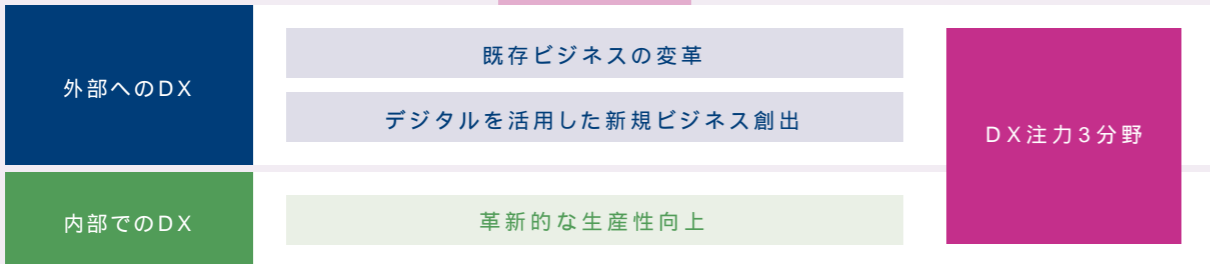 外部へのDX
既存ビジネスの変革
デジタルを活用した新規ビジネス創出
DX注力3分野
内部でのDX
革新的な生産性向上